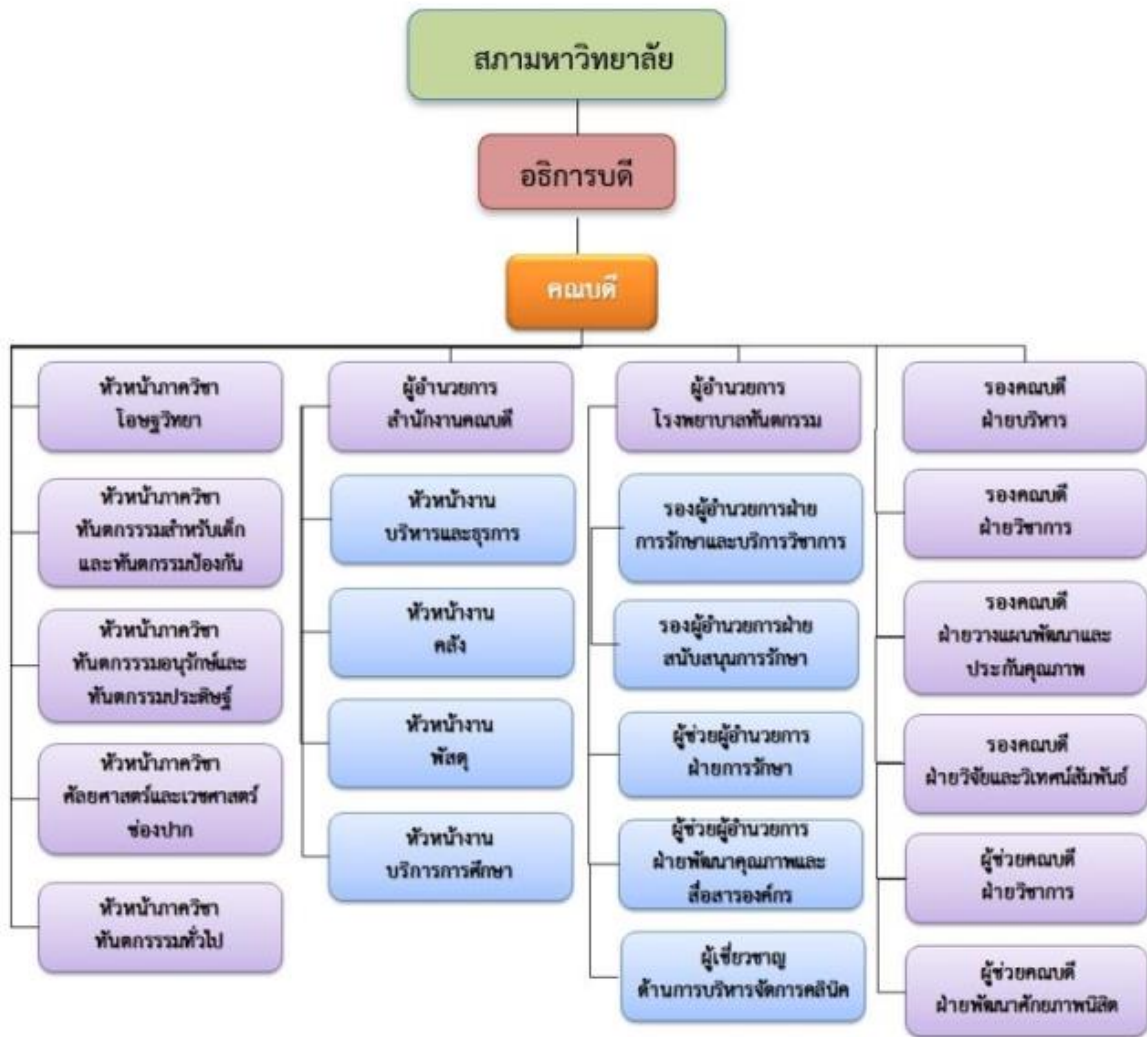 สภามหาวิทยาลัย
อธิการบดี
คณบดี
หัวหน้าภาควิชา
โอษฐวิทยา
หัวหน้าภาควิชา
ทันตกรรมสำหรับเด็ก
และทันตกรรมป้องกัน
หัวหน้าภาควิชา
ทันตกรรมอนุรักษ์และ
ทันตกรรมประดิษฐ์
หัวหน้าภาควิชา
ศัลยศาสตร์และเวชศาสตร์
ช่องปาก
หัวหน้าภาควิชา
ทันตกรรมทั่วไป
ผู้อำนวยการ
สำนักงานคณบดี
หัวหน้างาน
บริหารและธุรการ
หัวหน้างาน
คลัง
หัวหน้างาน
พัสดุ
หัวหน้างาน
บริการการศึกษา
ผู้อำนวยการ
โรงพยาบาลทันตกรรม
รองผู้อำนวยการฝ่าย
การรักษาและบริการวิชาการ
รองผู้อำนวยการฝ่าย
สนับสนุนการรักษา
ผู้ช่วยผู้อำนวยการ
ฝ่ายการรักษา
ผู้ช่วยผู้อำนวยการ
ฝ่ายพัฒนาคุณภาพและ
สื่อสารองค์กร
ผู้เชี่ยวชาญ
ด้านการบริหารจัดการคลินิค
รองคณบดี
ฝ่ายบริหาร
รองคณบดี
ฝ่ายวิชาการ
รองคณบดี
ฝ่ายวางแผนพัฒนาและ
ประกันคุณภาพ
รองคณบดี
ฝ่ายวิจัยและวิเทศน์สัมพันธ์
ผู้ช่วยคณบดี
ฝ่ายวิชาการ
ผู้ช่วยคณบดี
ฝ่ายพัฒนาศักยภาพนิสิต